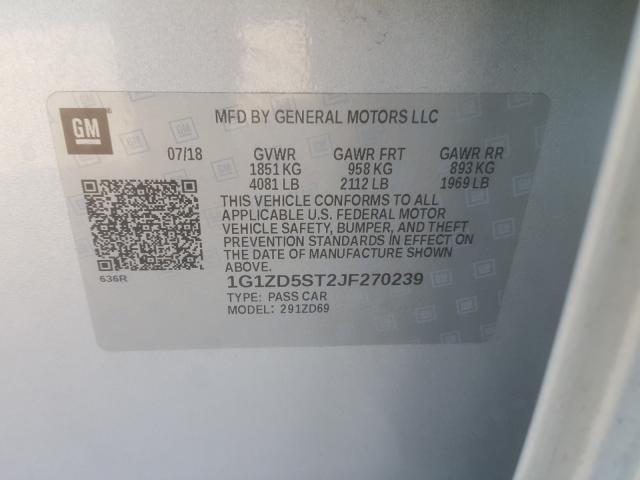 GM
MFD BY GENERAL MOTORS LLC
07/18 GVWR GAWR FRT GAWR RR
1851 KG 958 KG 893 KG
4081 LB 2112 LB 1969 LB
THIS VEHICLE CONFORMS TO ALL
APPLICABLE U.S. FEDERAL MOTOR
VEHICLE SAFETY, BUMPER, AND THEFT
PREVENTION STANDARDS IN EFFECT ON
THE DATE OF MANUFACTURE SHOWN
ABOVE.
636R
1G1ZD5ST2JF270239
TYPE: PASS CAR
MODEL: 291ZD69